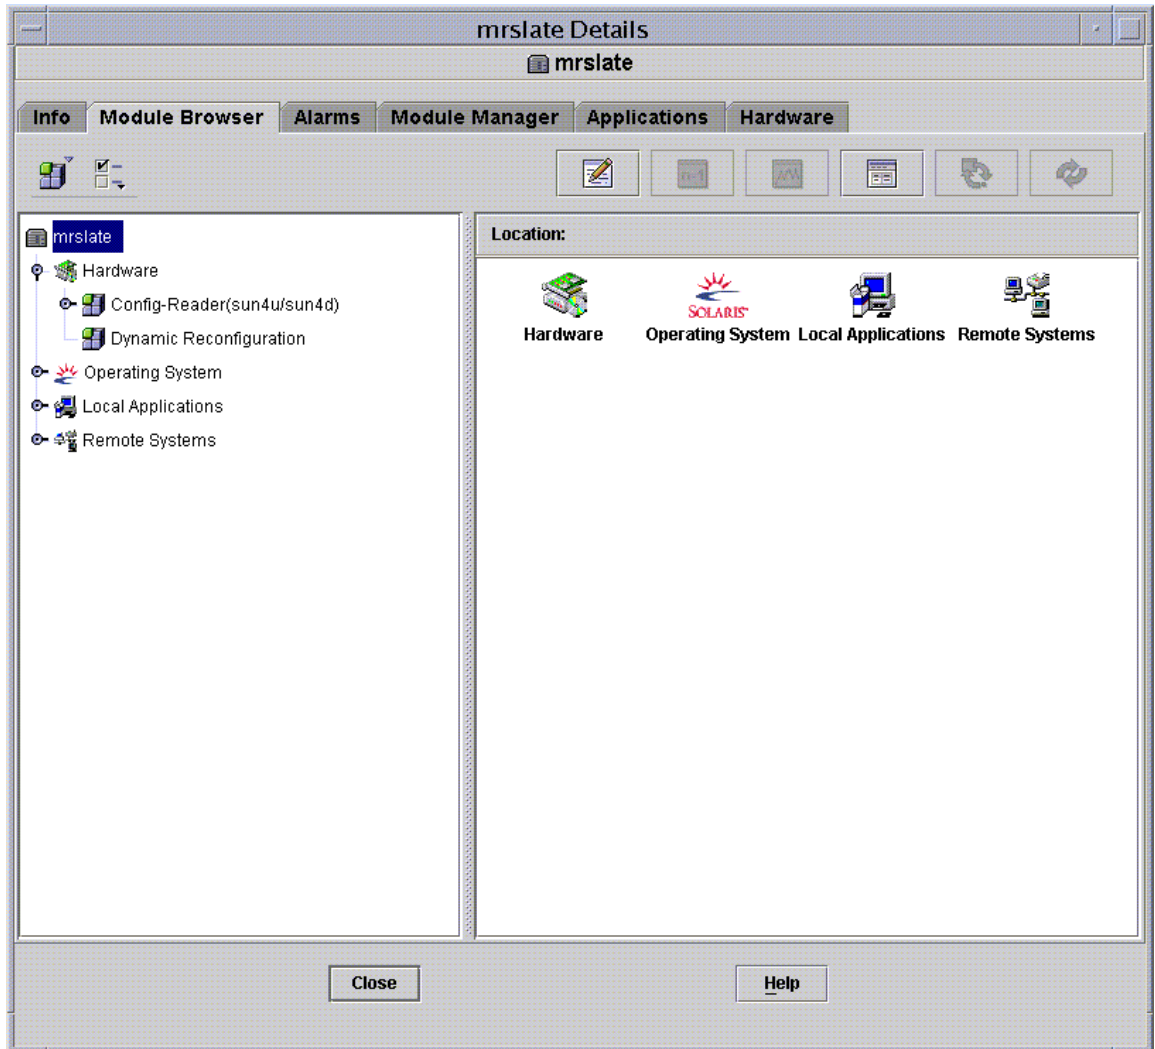 mrslate Details
mrslate
Info Module Browser Alarms Module Manager Applications Hardware
mrslate
Hardware
Config-Reader(sun4u/sun4d)
Dynamic Reconfiguration
Operating System
Local Applications
Remote Systems
Location:
SOLARIS
Hardware Operating System Local Applications Remote Systems
Close Help